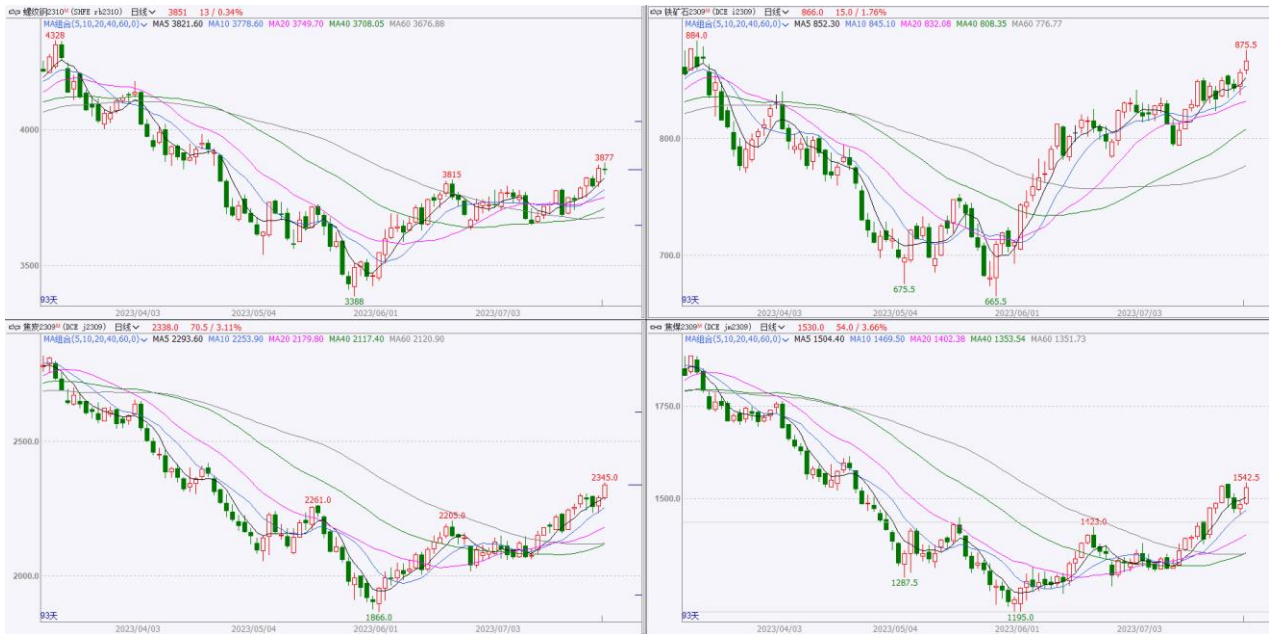 螺纹钢2310M (SHFE rb2310) 日线 3851 13 / 0.34%
MA组合(5,10,20,40,60,0) MA5 3821.60 MA10 3778.60 MA20 3749.70 MA40 3708.05 MA60 3676.88
4328
4000
3877
3815
3500
3388
93天
2023/04/03 2023/05/04 2023/06/01 2023/07/03
铁矿石2309M (DCE i2309) 日线 866.0 15.0 / 1.76%
MA组合(5,10,20,40,60,0) MA5 852.30 MA10 845.10 MA20 832.08 MA40 808.35 MA60 776.77
884.0
875.5
800.0
700.0
675.5
665.5
93天
2023/04/03 2023/05/04 2023/06/01 2023/07/03
焦炭2309M (DCE j2309) 日线 2338.0 70.5 / 3.11%
MA组合(5,10,20,40,60,0) MA5 2293.60 MA10 2253.90 MA20 2179.80 MA40 2117.40 MA60 2120.90
2500.0
2345.0
2261.0
2205.0
2000.0
1866.0
93天
2023/04/03 2023/05/04 2023/06/01 2023/07/03
焦煤2309M (DCE jm2309) 日线 1530.0 54.0 / 3.66%
MA组合(5,10,20,40,60,0) MA5 1504.40 MA10 1469.50 MA20 1402.38 MA40 1353.54 MA60 1351.73
1750.0
1542.5
1500.0
1423.0
1287.5
1195.0
93天
2023/04/03 2023/05/04 2023/06/01 2023/07/03